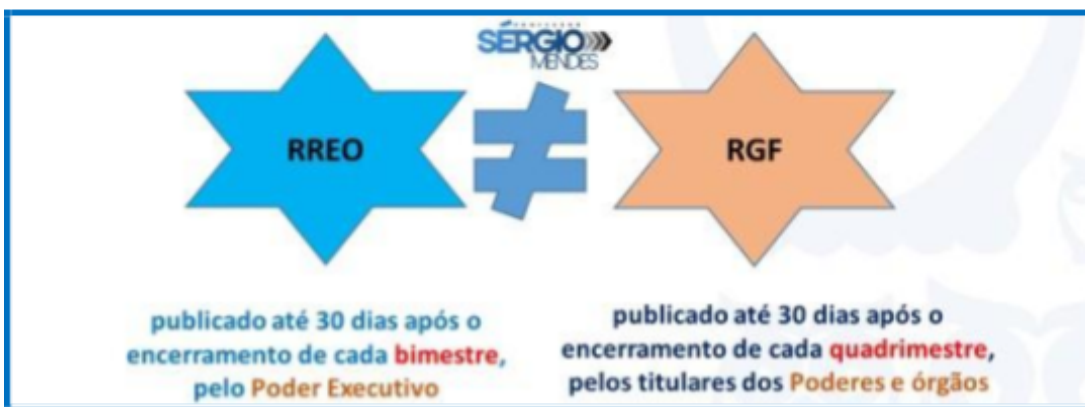 PROFESSOR
SÉRGIO
MENDES
RREO
RGF
publicado até 30 dias após o
encerramento de cada bimestre,
pelo Poder Executivo
publicado até 30 dias após o
encerramento de cada quadrimestre,
pelos titulares dos Poderes e órgãos